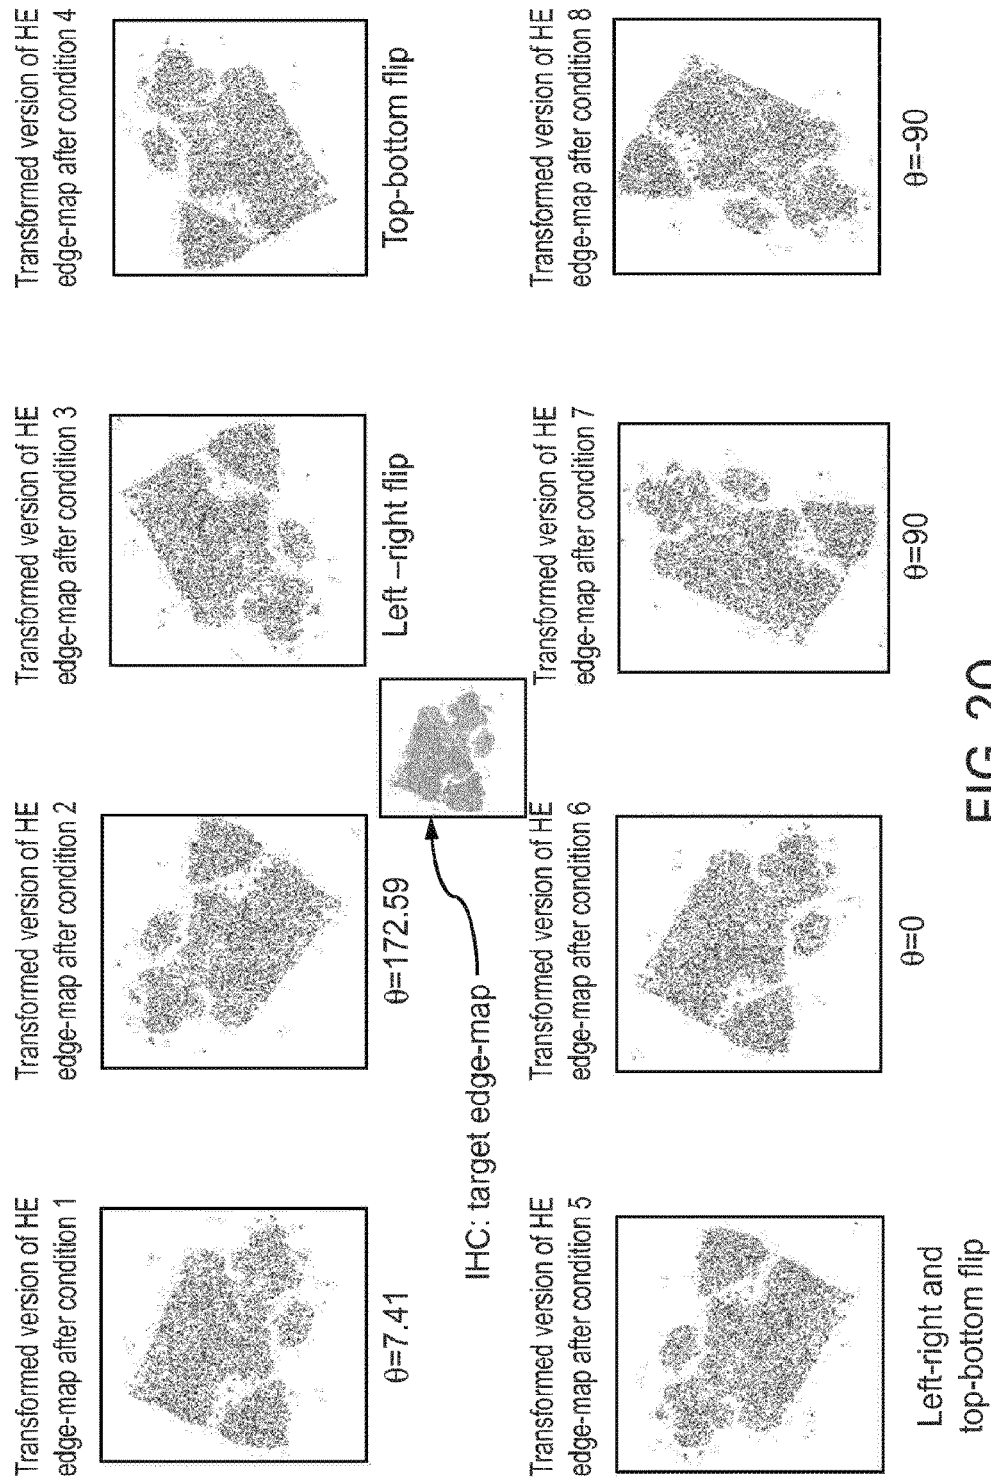 Transformed version of HE
edge-map after condition 1
θ=7.41
Transformed version of HE
edge-map after condition 2
θ=172.59
Transformed version of HE
edge-map after condition 3
Left –right flip
Transformed version of HE
edge-map after condition 4
Top-bottom flip
IHC: target edge-map
Transformed version of HE
edge-map after condition 5
Left-right and
top-bottom flip
Transformed version of HE
edge-map after condition 6
θ=0
Transformed version of HE
edge-map after condition 7
θ=90
Transformed version of HE
edge-map after condition 8
θ=-90
FIG. 20